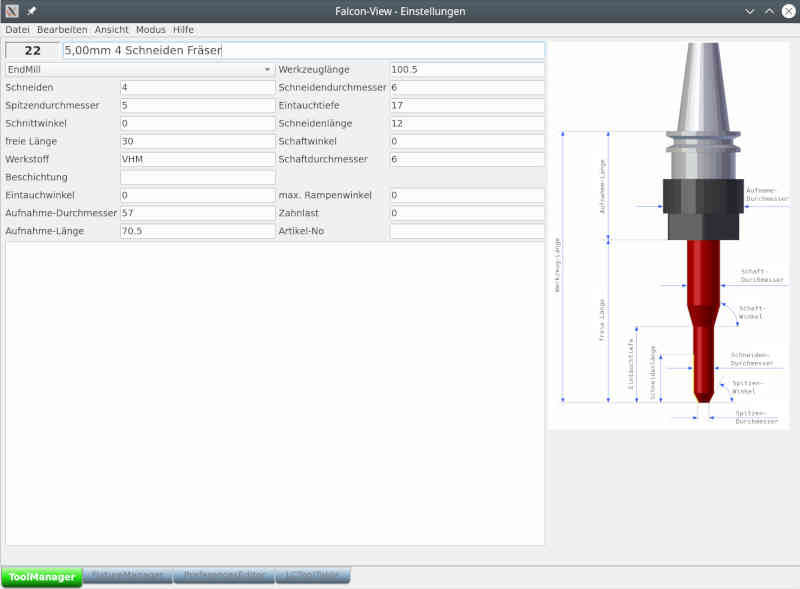 Falcon-View - Einstellungen
Datei Bearbeiten Ansicht Modus Hilfe
22 5,00mm 4 Schneiden Fräser
EndMill Werkzeuglänge 100.5
Schneiden 4 Schneidendurchmesser 6
Spitzendurchmesser 5 Eintauchtiefe 17
Schnittwinkel 0 Schneidenlänge 12
freie Länge 30 Schaftwinkel 0
Werkstoff VHM Schaftdurchmesser 6
Beschichtung
Eintauchwinkel 0 max. Rampenwinkel 0
Aufnahme-Durchmesser 57 Zahnlast 0
Aufnahme-Länge 70.5 Artikel-No
Aufnahme-Länge
Aufname-
Durchmesser
Werkzeug-Länge
Schaft-
Durchmesser
freie Länge
Schaft-
Winkel
Eintauchtiefe
Schneidenlänge
Schneiden-
Durchmesser
Spitzen-
Winkel
Spitzen-
Durchmesser
ToolManager FixtureManager PreferencesEditor LCToolTable